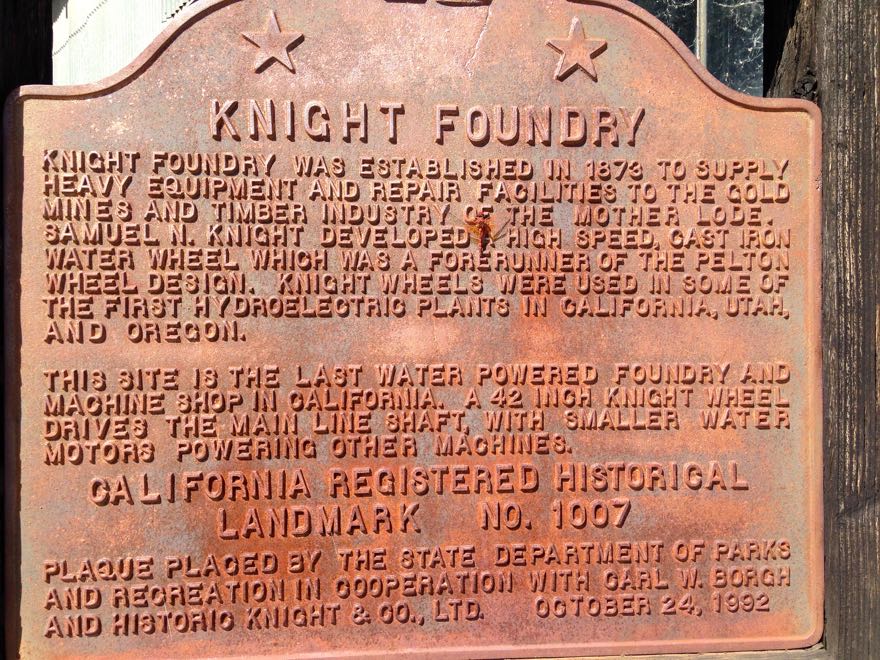 KNIGHT FOUNDRY
KNIGHT FOUNDRY WAS ESTABLISHED IN 1873 TO SUPPLY
HEAVY EQUIPMENT AND REPAIR FACILITIES TO THE GOLD
MINES AND TIMBER INDUSTRY OF THE MOTHER LODE.
SAMUEL N. KNIGHT DEVELOPED HIGH SPEED, CAST IRON
WATER WHEEL WHICH WAS A FORERUNNER OF THE PELTON
WHEEL DESIGN. KNIGHT WHEELS WERE USED IN SOME OF
THE FIRST HYDROELECTRIC PLANTS IN CALIFORNIA, UTAH,
AND OREGON.
THIS SITE IS THE LAST WATER POWERED FOUNDRY AND
MACHINE SHOP IN CALIFORNIA. A 42 INCH KNIGHT WHEEL
DRIVES THE MAIN LINE SHAFT, WITH SMALLER WATER
MOTORS POWERING OTHER MACHINES.
CALIFORNIA REGISTERED HISTORICAL
LANDMARK NO. 1007
PLAQUE PLACED BY THE STATE DEPARTMENT OF PARKS
AND RECREATION IN COOPERATION WITH CARL W. BORGH
AND HISTORIC KNIGHT & CO., LTD. OCTOBER 24, 1992